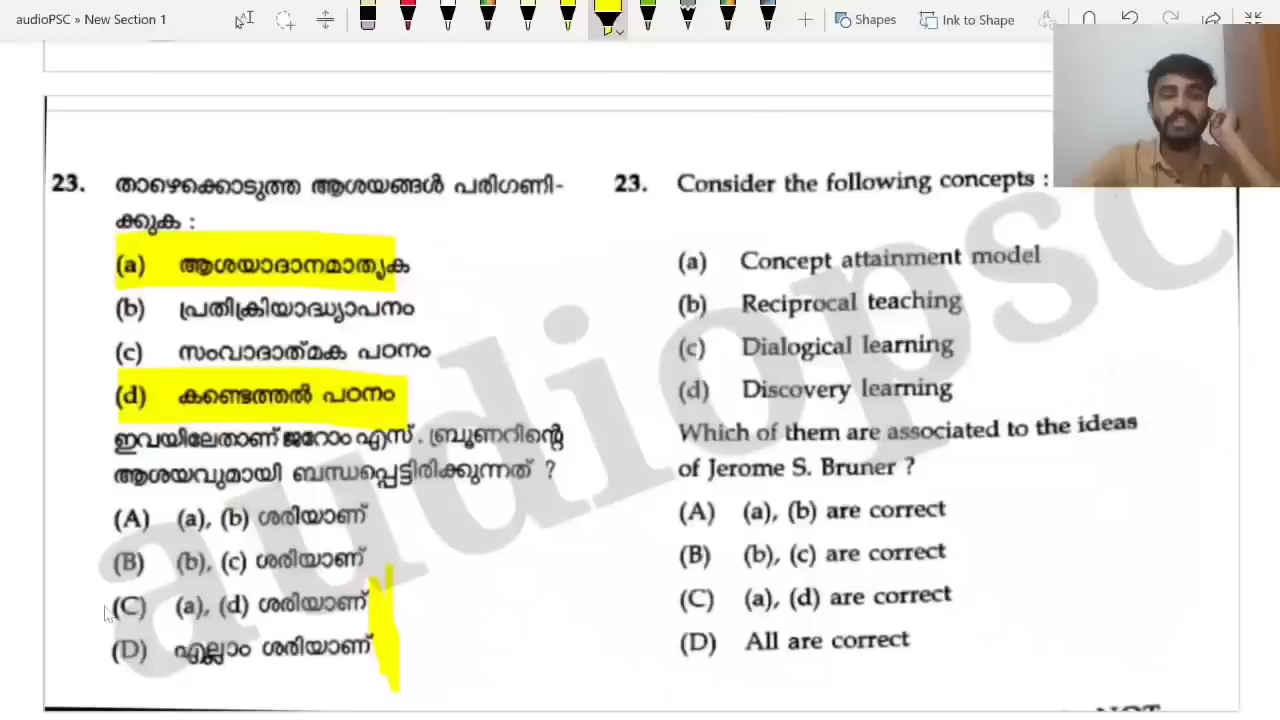 audioPSC » New Section 1
Shapes
Ink to Shape
23. താഴെക്കൊടുത്ത ആശയങ്ങൾ പരിഗണി-
ക്കുക :
(a) ആശയാദാനമാതൃക
(b) പ്രതിക്രിയാദ്ധ്യാപനം
(c) സംവാദാത്മക പഠനം
(d) കണ്ടെത്തൽ പഠനം
ഇവയിലേതാണ് ജറോം എസ്. ബ്രൂണറിന്റെ
ആശയവുമായി ബന്ധപ്പെട്ടിരിക്കുന്നത് ?
(A) (a), (b) ശരിയാണ്
(B) (b), (c) ശരിയാണ്
(C) (a), (d) ശരിയാണ്
(D) എല്ലാം ശരിയാണ്
23. Consider the following concepts :
(a) Concept attainment model
(b) Reciprocal teaching
(c) Dialogical learning
(d) Discovery learning
Which of them are associated to the ideas
of Jerome S. Bruner ?
(A) (a), (b) are correct
(B) (b), (c) are correct
(C) (a), (d) are correct
(D) All are correct
audiopsc